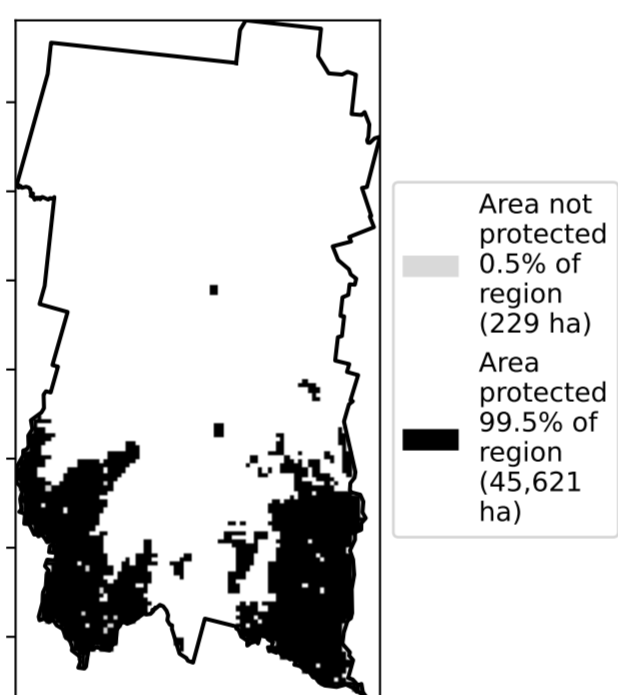 Area not
protected
0.5% of
region
(229 ha)
Area
protected
99.5% of
region
(45,621
ha)